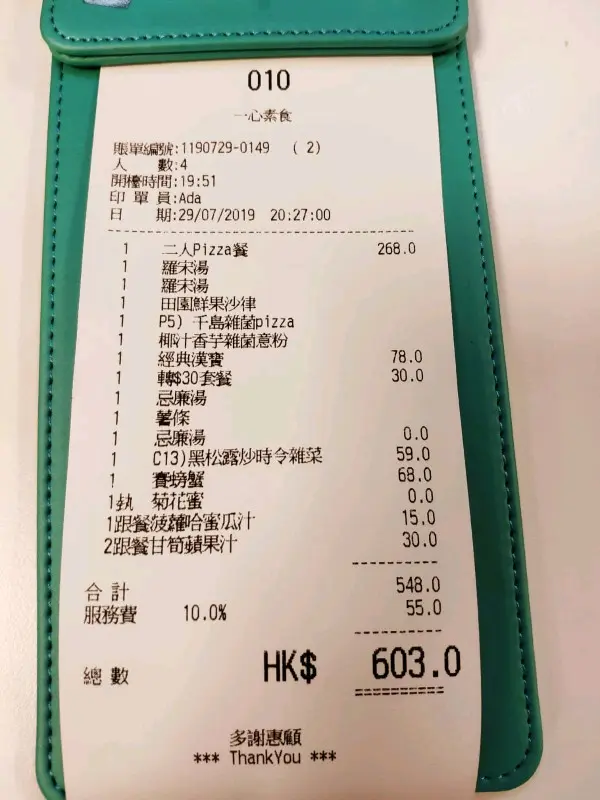 010
一心素食
賬單編號:1190729-0149 ( 2)
人 數:4
開檯時間:19:51
印 單 員:Ada
日 期:29/07/2019 20:27:00
1 二人Pizza餐 268.0
1 羅宋湯
1 羅宋湯
1 田園鮮果沙律
1 P5) 千島雜菌pizza
1 椰汁香芋雜菌意粉
1 經典漢寶 78.0
1 轉$30套餐 30.0
1 忌廉湯
1 薯條
1 忌廉湯 0.0
1 C13)黑松露炒時令雜菜 59.0
1 賽螃蟹 68.0
1執 菊花蜜 0.0
1跟餐菠蘿哈蜜瓜汁 15.0
2跟餐甘筍蘋果汁 30.0
合 計 548.0
服務費 10.0% 55.0
總 數 HK$ 603.0
多謝惠顧
*** ThankYou ***